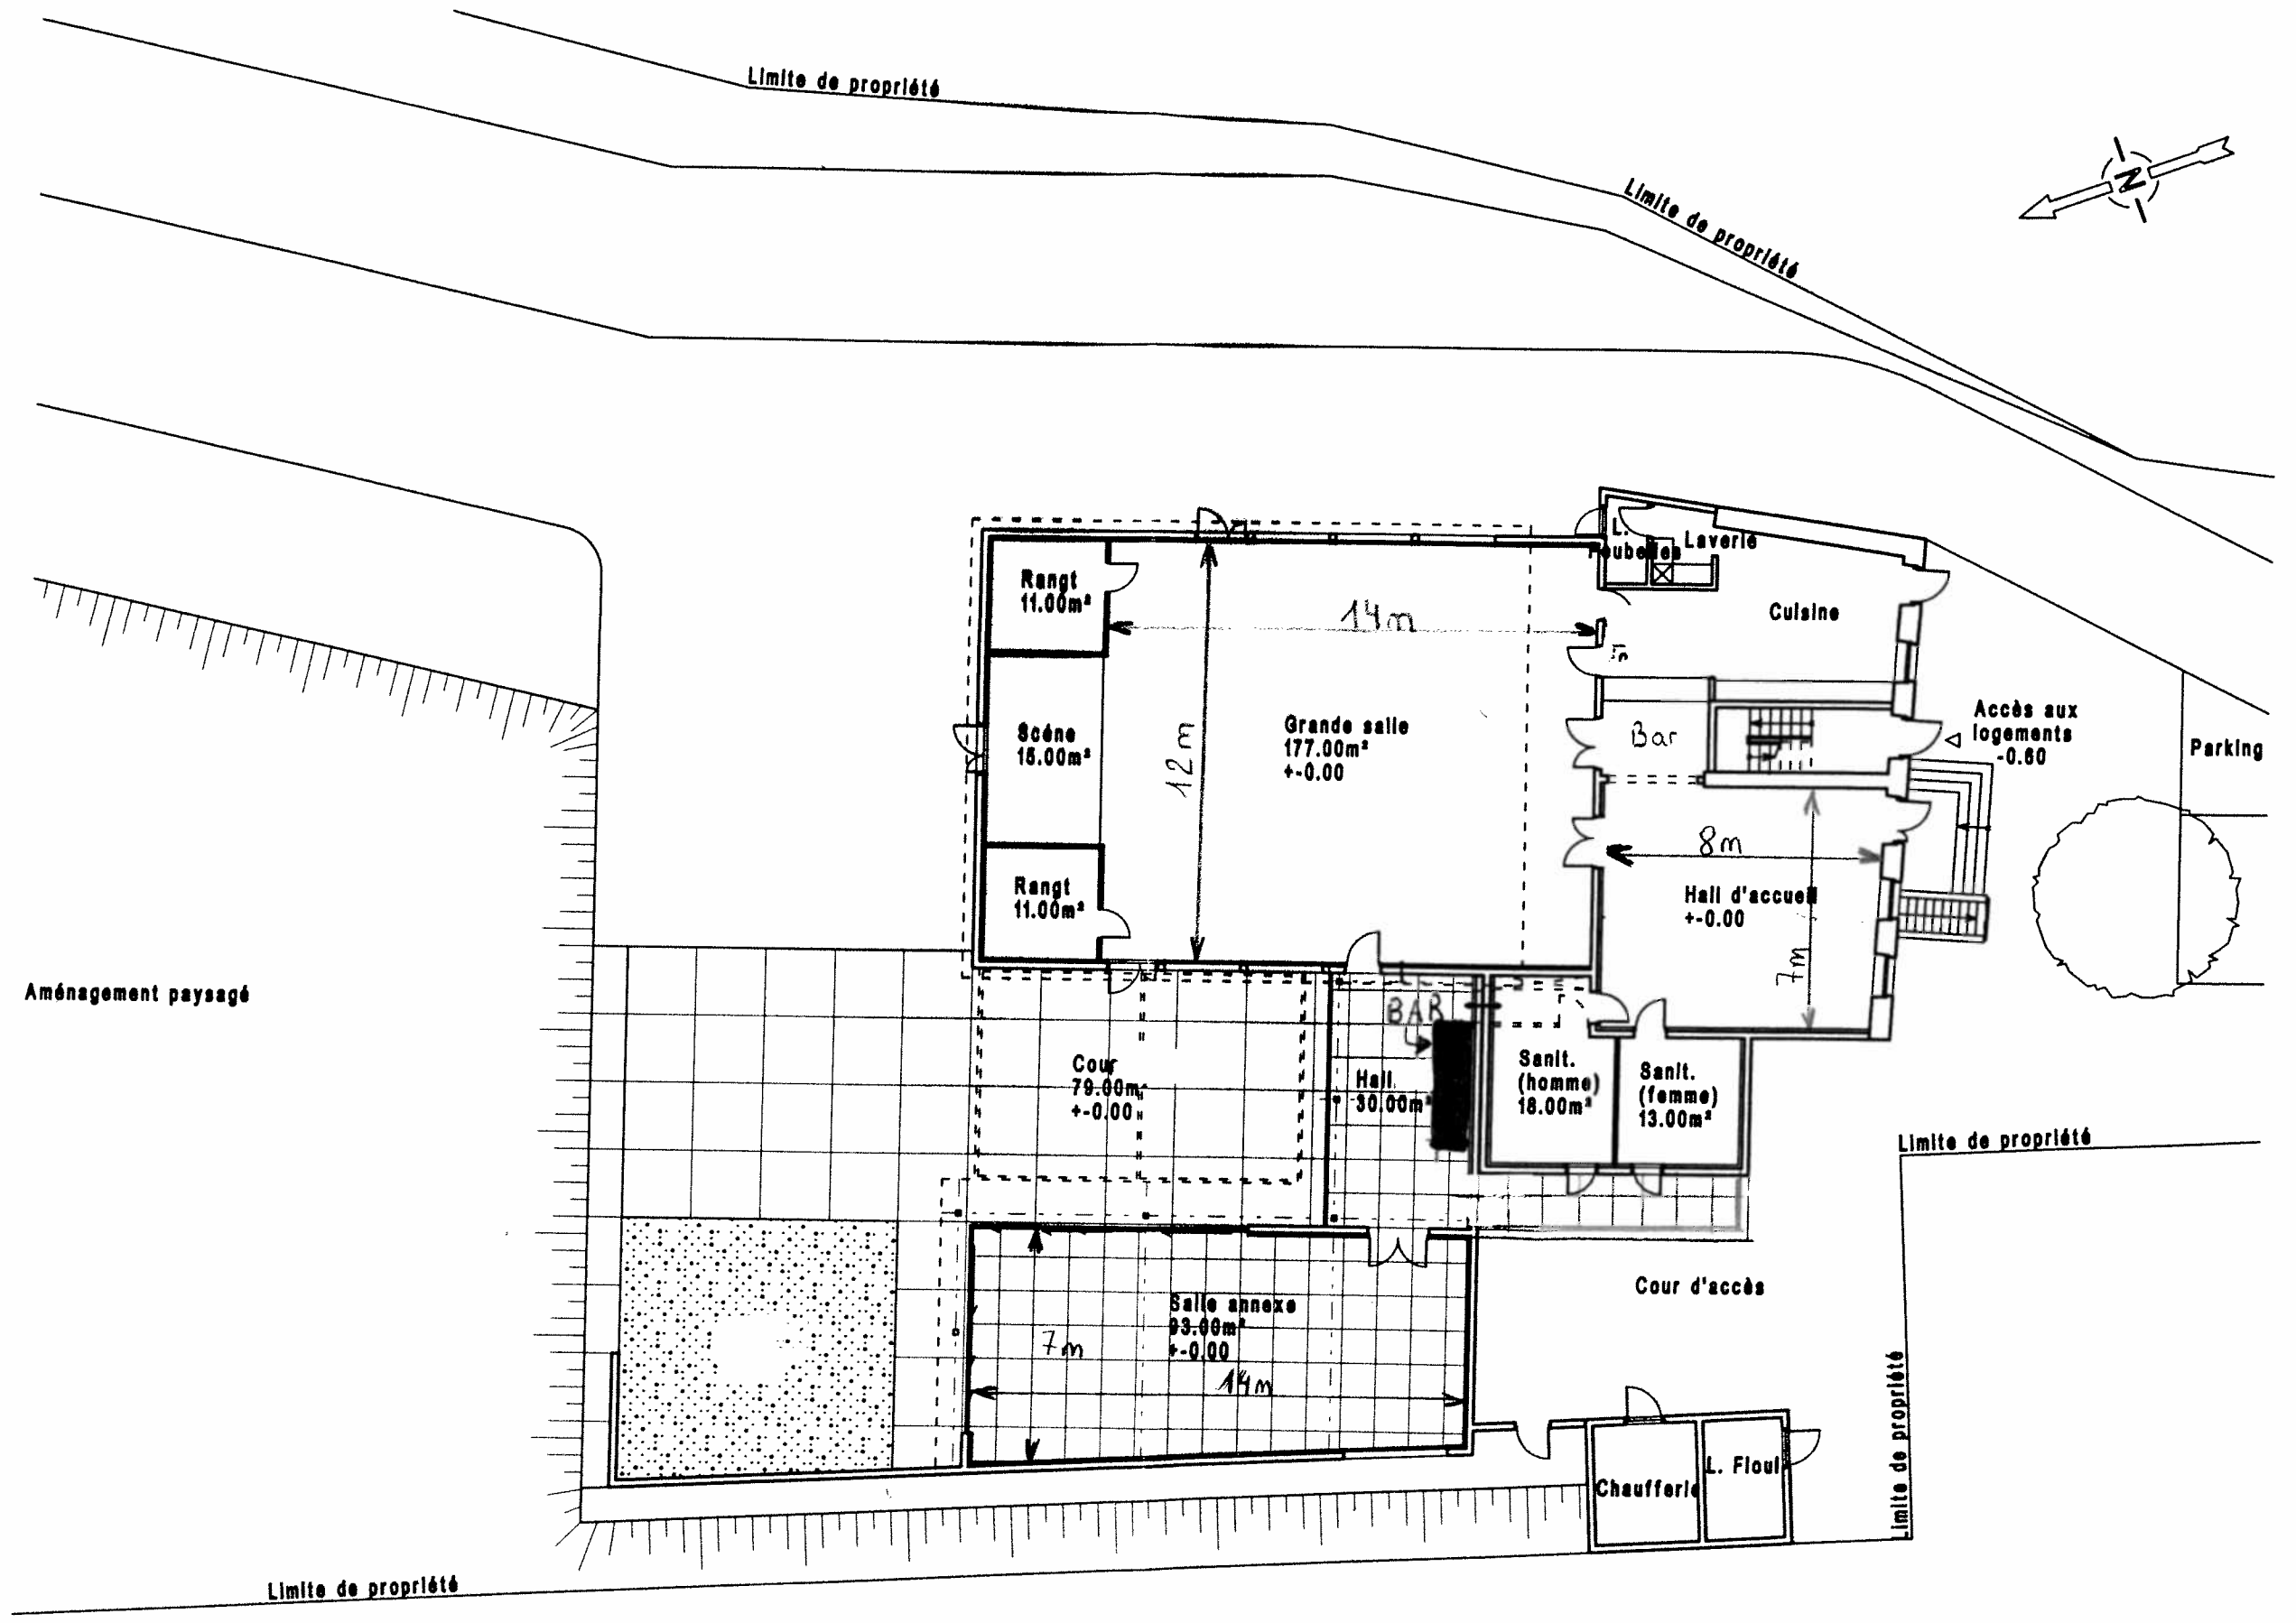 Limite de propriété
Limite de propriété
N
L.
Poubelles
Laverie
Rangt
11.00m²
14m
Cuisine
Scéne
15.00m²
12m
Grande salle
177.00m²
+-0.00
Bar
Accès aux
logements
-0.60
Parking
8m
Rangt
11.00m²
Hall d'accueil
+-0.00
7m
Aménagement paysagé
BAR
Cour
79.00m²
+-0.00
Hall
30.00m²
Sanit.
(homme)
18.00m²
Sanit.
(femme)
13.00m²
Limite de propriété
Cour d'accès
Salle annexe
93.00m²
+-0.00
7m
14m
Limite de propriété
Chaufferie
L. Fioul
Limite de propriété